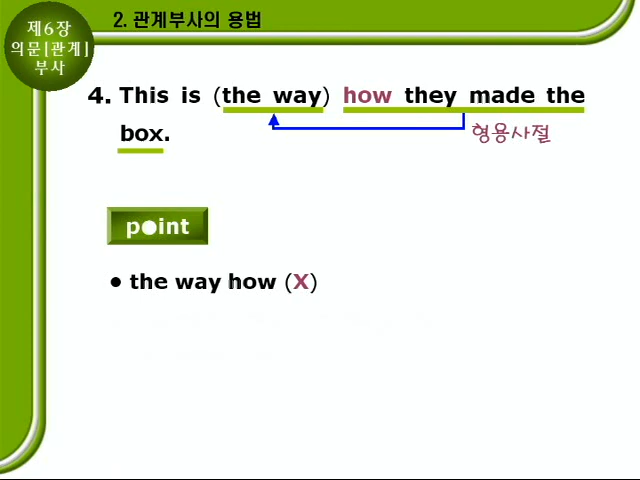 제6장
의문[관계]
부사
2. 관계부사의 용법
4. This is (the way) how they made the
box.
형용사절
point
• the way how (X)